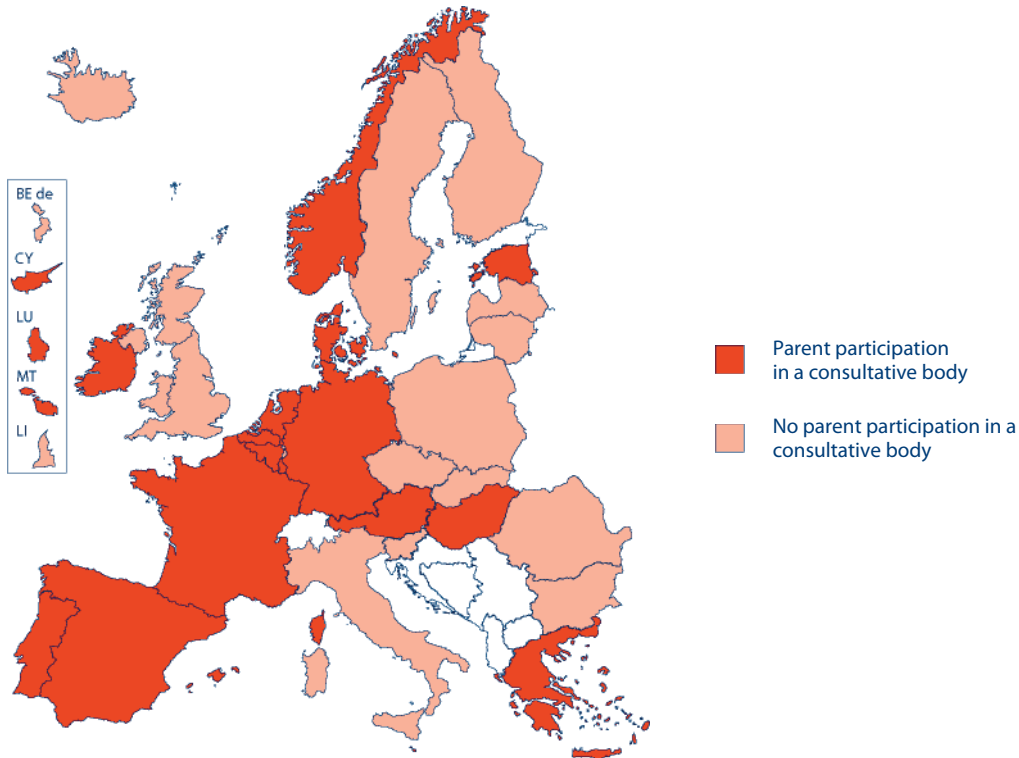 BE de
CY
LU
MT
LI
Parent participation
in a consultative body
No parent participation in a
consultative body